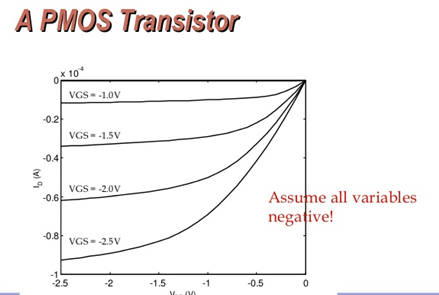 A PMOS Transistor
x 10^-4
0
VGS = -1.0V
-0.2
VGS = -1.5V
-0.4
VGS = -2.0V
-0.6
Assume all variables
negative!
-0.8
VGS = -2.5V
-1
I_D (A)
-2.5 -2 -1.5 -1 -0.5 0